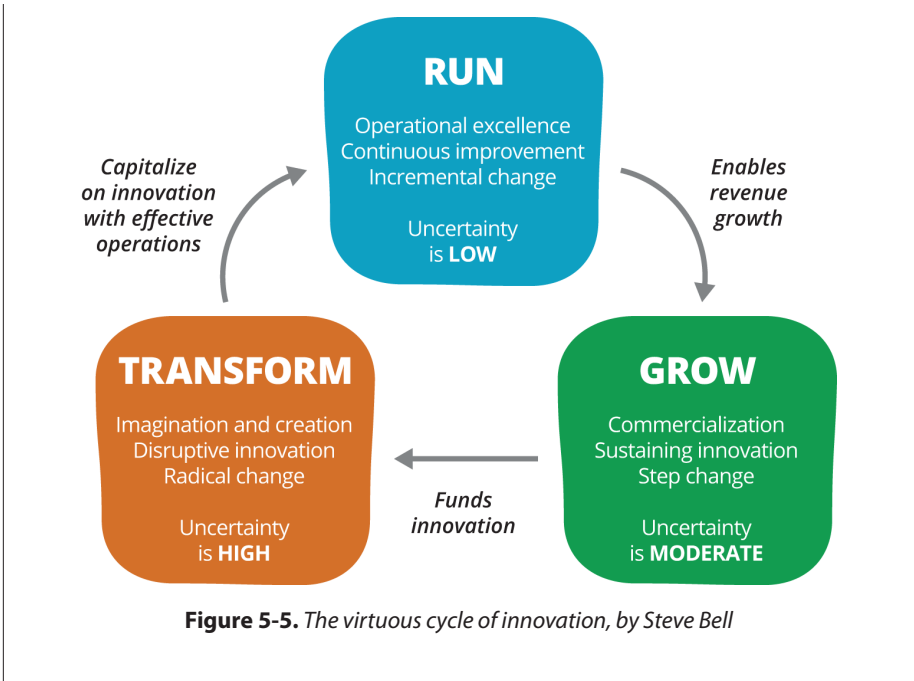 RUN
Operational excellence
Continuous improvement
Incremental change
Uncertainty
is LOW
Capitalize
on innovation
with effective
operations
Enables
revenue
growth
TRANSFORM
Imagination and creation
Disruptive innovation
Radical change
Uncertainty
is HIGH
Funds
innovation
GROW
Commercialization
Sustaining innovation
Step change
Uncertainty
is MODERATE
Figure 5-5. The virtuous cycle of innovation, by Steve Bell